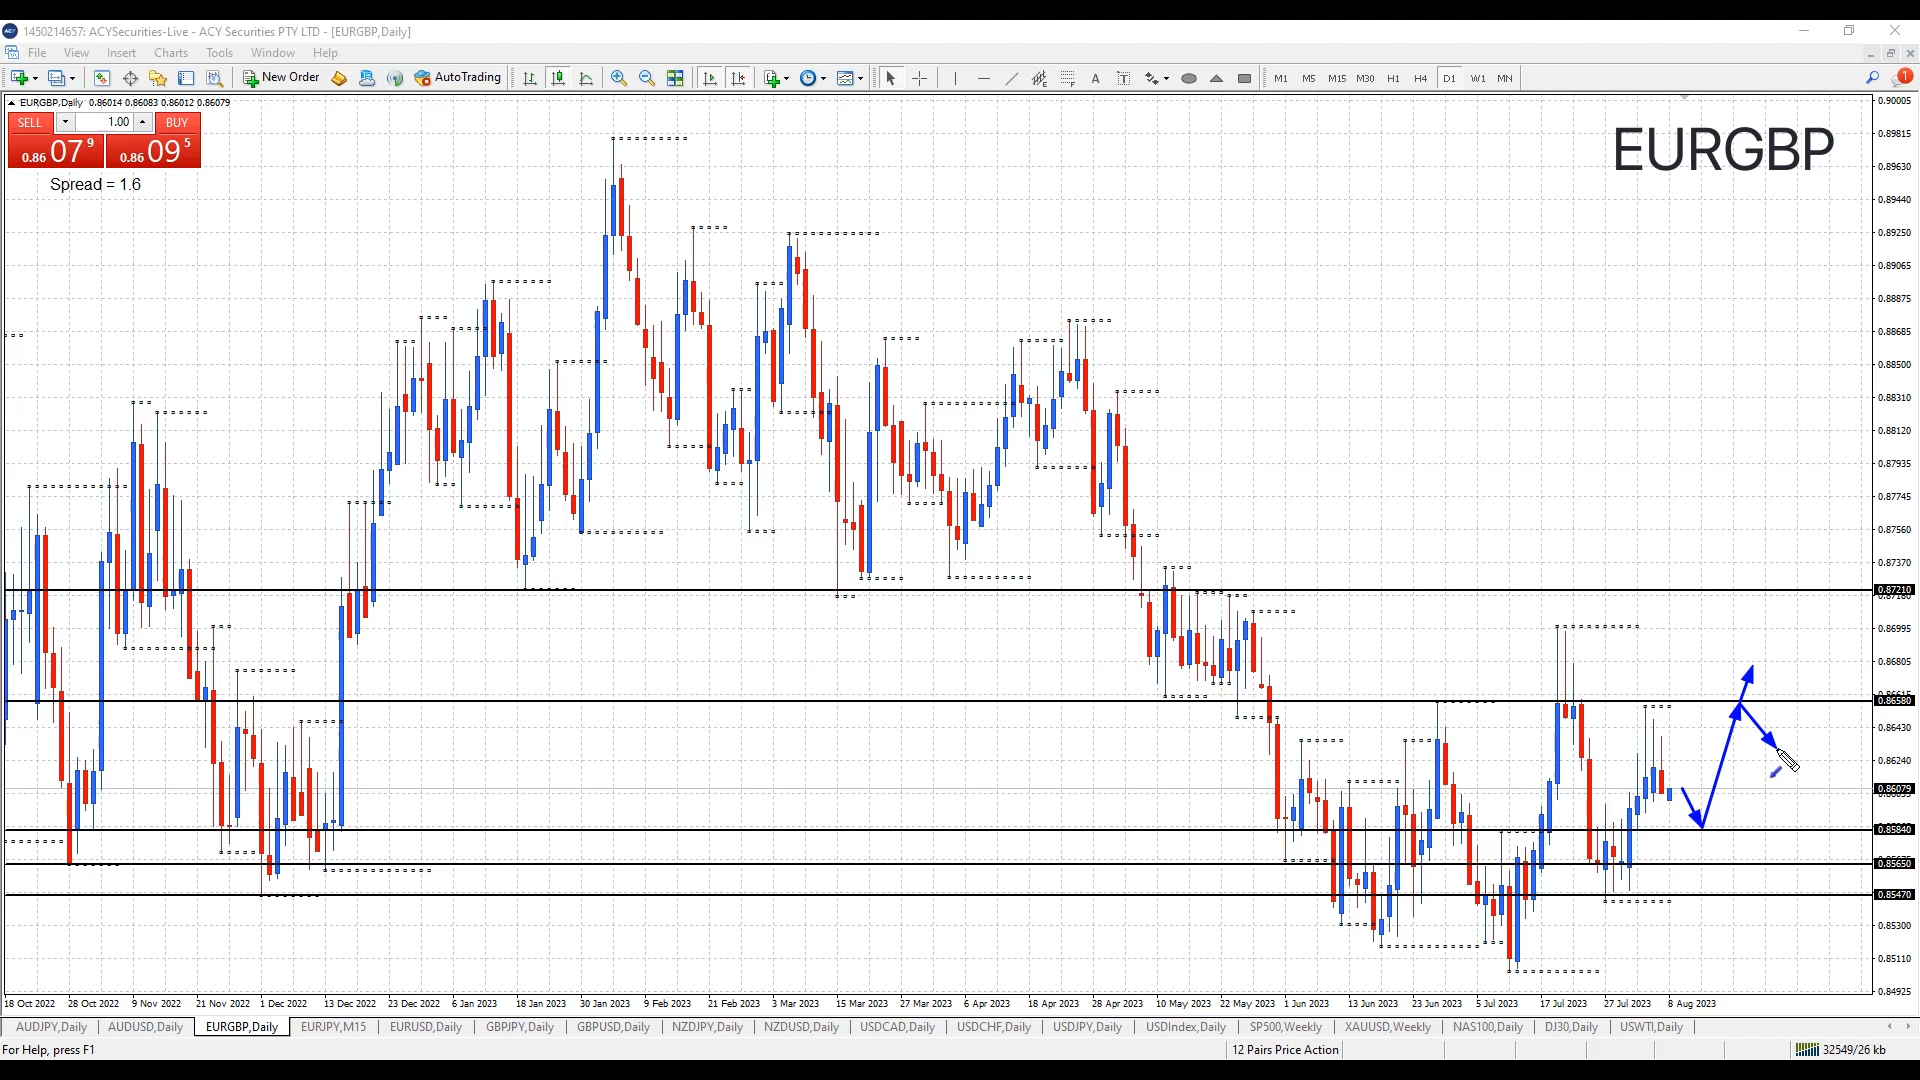 1450214657: ACYSecurities-Live - ACY Securities PTY LTD - [EURGBP,Daily]
File View Insert Charts Tools Window Help
New Order AutoTrading A T M1 M5 M15 M30 H1 H4 D1 W1 MN 1
EURGBP,Daily 0.86014 0.86083 0.86012 0.86079
SELL 1.00 BUY
0.86 07 9 0.86 09 5
Spread = 1.6
EURGBP
0.90005
0.89815
0.89630
0.89440
0.89250
0.89065
0.88875
0.88685
0.88500
0.88310
0.88120
0.87935
0.87745
0.87560
0.87370
0.87210
0.86995
0.86805
0.86580
0.86430
0.86240
0.86079
0.85840
0.85650
0.85470
0.85300
0.85110
0.84925
18 Oct 2022 28 Oct 2022 9 Nov 2022 21 Nov 2022 1 Dec 2022 13 Dec 2022 23 Dec 2022 6 Jan 2023 18 Jan 2023 30 Jan 2023 9 Feb 2023 21 Feb 2023 3 Mar 2023 15 Mar 2023 27 Mar 2023 6 Apr 2023 18 Apr 2023 28 Apr 2023 10 May 2023 22 May 2023 1 Jun 2023 13 Jun 2023 23 Jun 2023 5 Jul 2023 17 Jul 2023 27 Jul 2023 8 Aug 2023
AUDJPY,Daily AUDUSD,Daily EURGBP,Daily EURJPY,M15 EURUSD,Daily GBPJPY,Daily GBPUSD,Daily NZDJPY,Daily NZDUSD,Daily USDCAD,Daily USDCHF,Daily USDJPY,Daily USDIndex,Daily SP500,Weekly XAUUSD,Weekly NAS100,Daily DJ30,Daily USWTI,Daily
For Help, press F1 12 Pairs Price Action 32549/26 kb